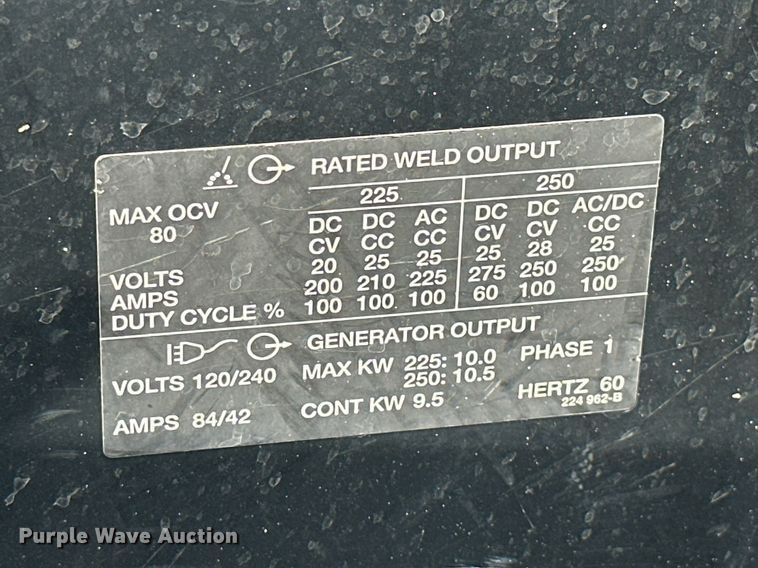 RATED WELD OUTPUT
225 250
MAX OCV
80
DC DC AC DC DC AC/DC
CV CC CC CV CV CC
VOLTS 20 25 25 25 28 25
AMPS 200 210 225 275 250 250
DUTY CYCLE % 100 100 100 60 100 100
GENERATOR OUTPUT
VOLTS 120/240 MAX KW 225: 10.0 PHASE 1
250: 10.5
AMPS 84/42 CONT KW 9.5 HERTZ 60
224 962-B
Purple Wave Auction